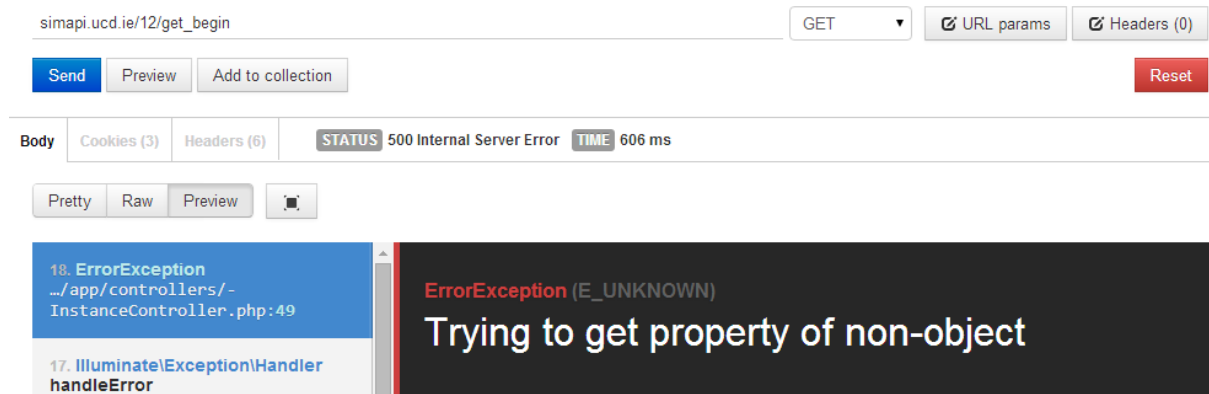 simapi.ucd.ie/12/get_begin GET URL params Headers (0)
Send Preview Add to collection Reset
Body Cookies (3) Headers (6) STATUS 500 Internal Server Error TIME 606 ms
Pretty Raw Preview
18. ErrorException
…/app/controllers/-
InstanceController.php:49
17. Illuminate\Exception\Handler
handleError
ErrorException (E_UNKNOWN)
Trying to get property of non-object